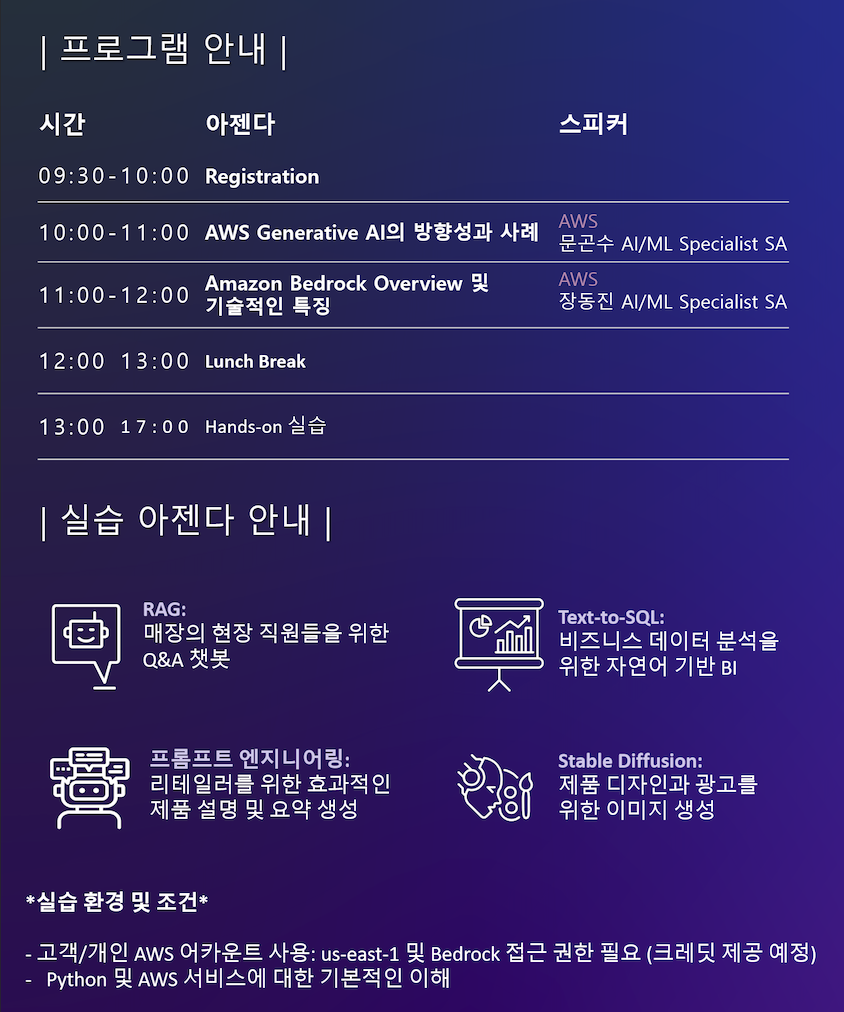 | 프로그램 안내 |
시간 아젠다 스피커
09:30-10:00 Registration
10:00-11:00 AWS Generative AI의 방향성과 사례 AWS
문곤수 AI/ML Specialist SA
11:00-12:00 Amazon Bedrock Overview 및
기술적인 특징
AWS
장동진 AI/ML Specialist SA
12:00 13:00 Lunch Break
13:00 17:00 Hands-on 실습
| 실습 아젠다 안내 |
RAG:
매장의 현장 직원들을 위한
Q&A 챗봇
Text-to-SQL:
비즈니스 데이터 분석을
위한 자연어 기반 BI
프롬프트 엔지니어링:
리테일러를 위한 효과적인
제품 설명 및 요약 생성
Stable Diffusion:
제품 디자인과 광고를
위한 이미지 생성
*실습 환경 및 조건*
- 고객/개인 AWS 어카운트 사용: us-east-1 및 Bedrock 접근 권한 필요 (크레딧 제공 예정)
- Python 및 AWS 서비스에 대한 기본적인 이해